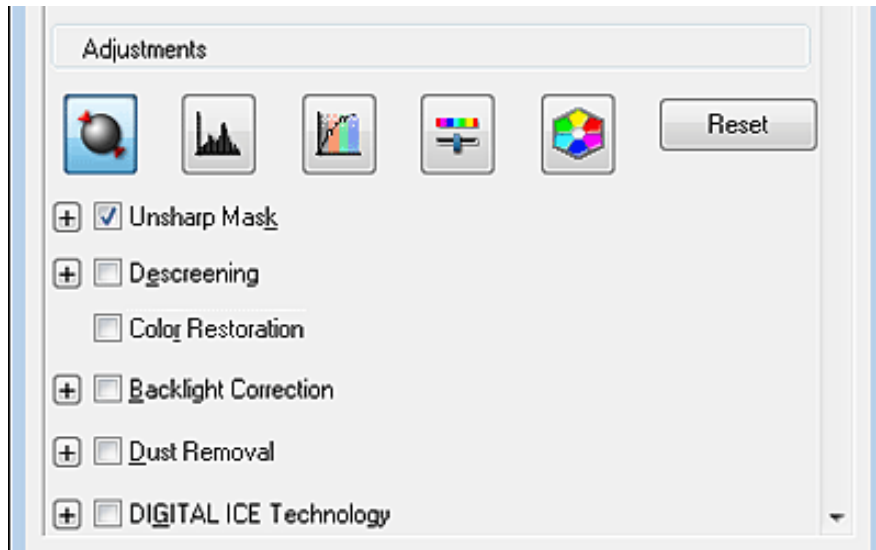 Adjustments
Reset
Unsharp Mask
Descreening
Color Restoration
Backlight Correction
Dust Removal
DIGITAL ICE Technology